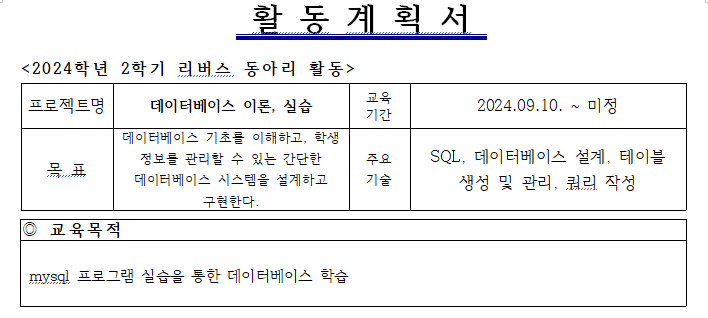 활 동 계 획 서
<2024학년 2학기 리버스 동아리 활동>
프로젝트명
데이터베이스 이론, 실습
교육
기간
2024.09.10. ~ 미정
목 표
데이터베이스 기초를 이해하고, 학생
정보를 관리할 수 있는 간단한
데이터베이스 시스템을 설계하고
구현한다.
주요
기술
SQL, 데이터베이스 설계, 테이블
생성 및 관리, 쿼리 작성
◎ 교육목적
mysql 프로그램 실습을 통한 데이터베이스 학습